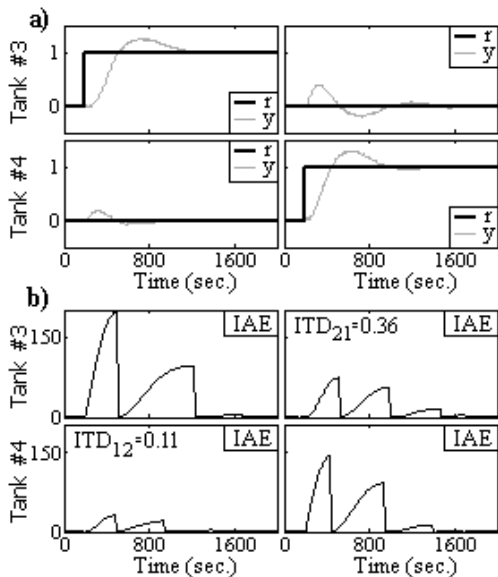 a)
Tank #3
1
0
r
y
r
y
Tank #4
1
0
r
y
r
y
0 800 1600 0 800 1600
Time (sec.) Time (sec.)
b)
Tank #3
150
0
IAE
ITD21=0.36
IAE
Tank #4
150
0
ITD12=0.11
IAE
IAE
0 800 1600 0 800 1600
Time (sec.) Time (sec.)